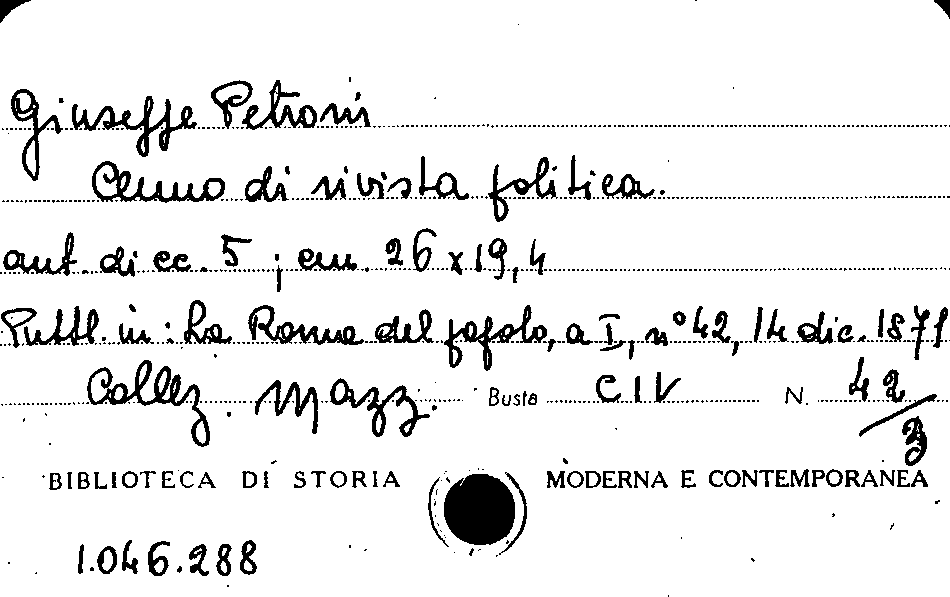 Giuseppe Petroni
Cenno di rivista politica.
aut. di cc. 5 ; cm. 26 x 19,4
Pubbl. in : La Roma del popolo, a I, n° 42, 14 dic. 1871
Collez. Mazz. Busta CIV N. 42/3
BIBLIOTECA DI STORIA MODERNA E CONTEMPORANEA
1.046.288